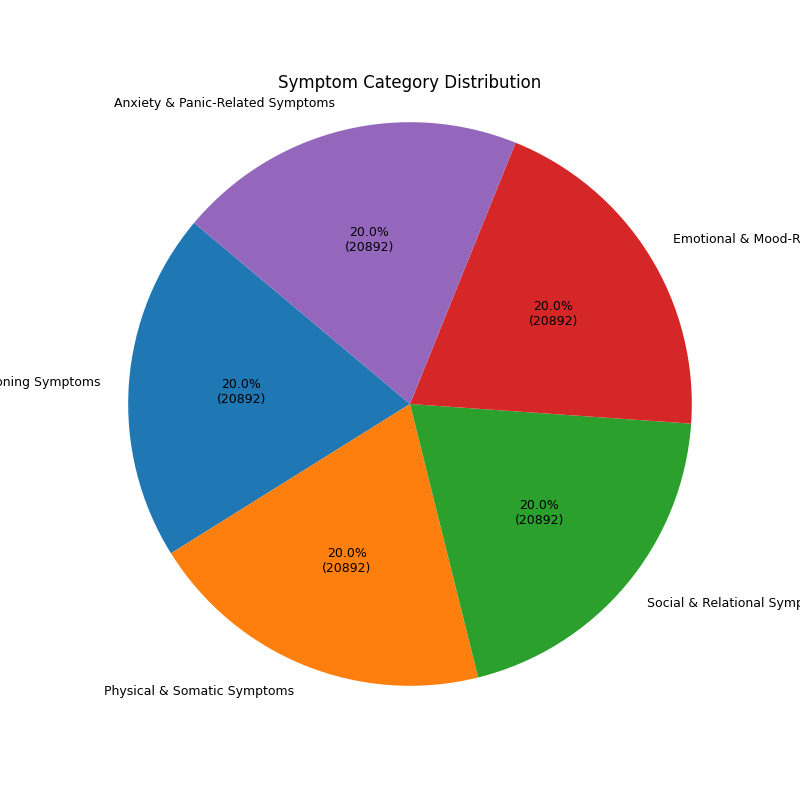 Symptom Category Distribution
Anxiety & Panic-Related Symptoms
20.0%
(20892)
Emotional & Mood-R
20.0%
(20892)
oning Symptoms
20.0%
(20892)
20.0%
(20892)
Social & Relational Symp
20.0%
(20892)
Physical & Somatic Symptoms